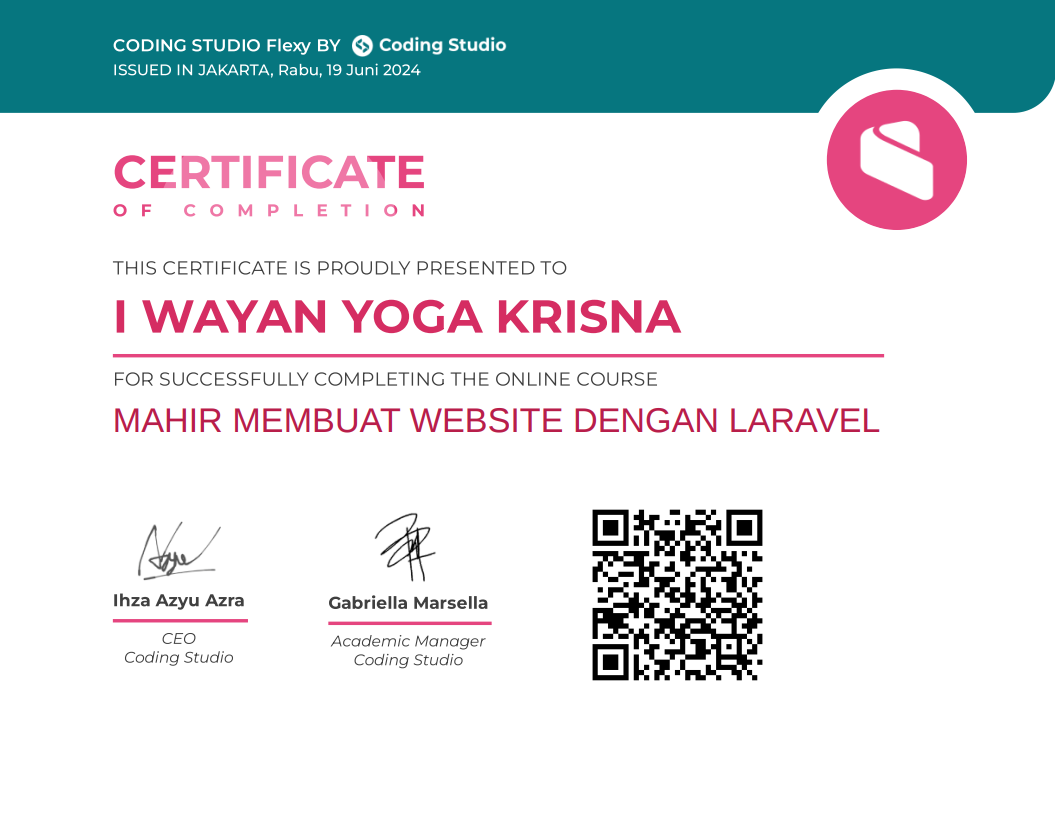 CODING STUDIO Flexy BY Coding Studio
ISSUED IN JAKARTA, Rabu, 19 Juni 2024
CERTIFICATE
OF COMPLETION
THIS CERTIFICATE IS PROUDLY PRESENTED TO
I WAYAN YOGA KRISNA
FOR SUCCESSFULLY COMPLETING THE ONLINE COURSE
MAHIR MEMBUAT WEBSITE DENGAN LARAVEL
Ihza Azyu Azra
CEO
Coding Studio
Gabriella Marsella
Academic Manager
Coding Studio